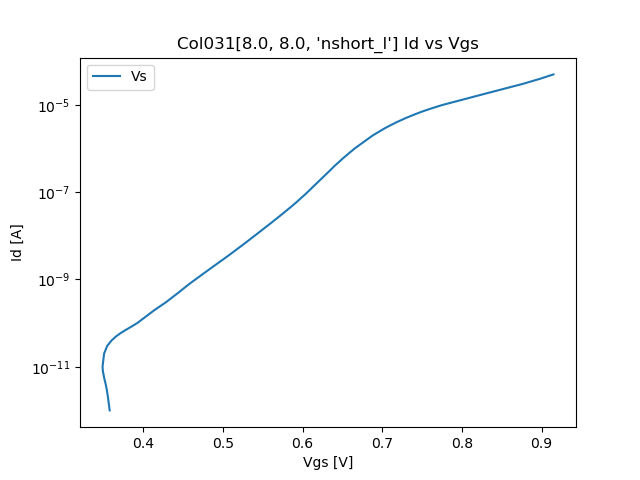 Col031[8.0, 8.0, 'nshort_l'] Id vs Vgs
Vs
10⁻⁵
10⁻⁷
10⁻⁹
10⁻¹¹
Id [A]
0.4 0.5 0.6 0.7 0.8 0.9
Vgs [V]